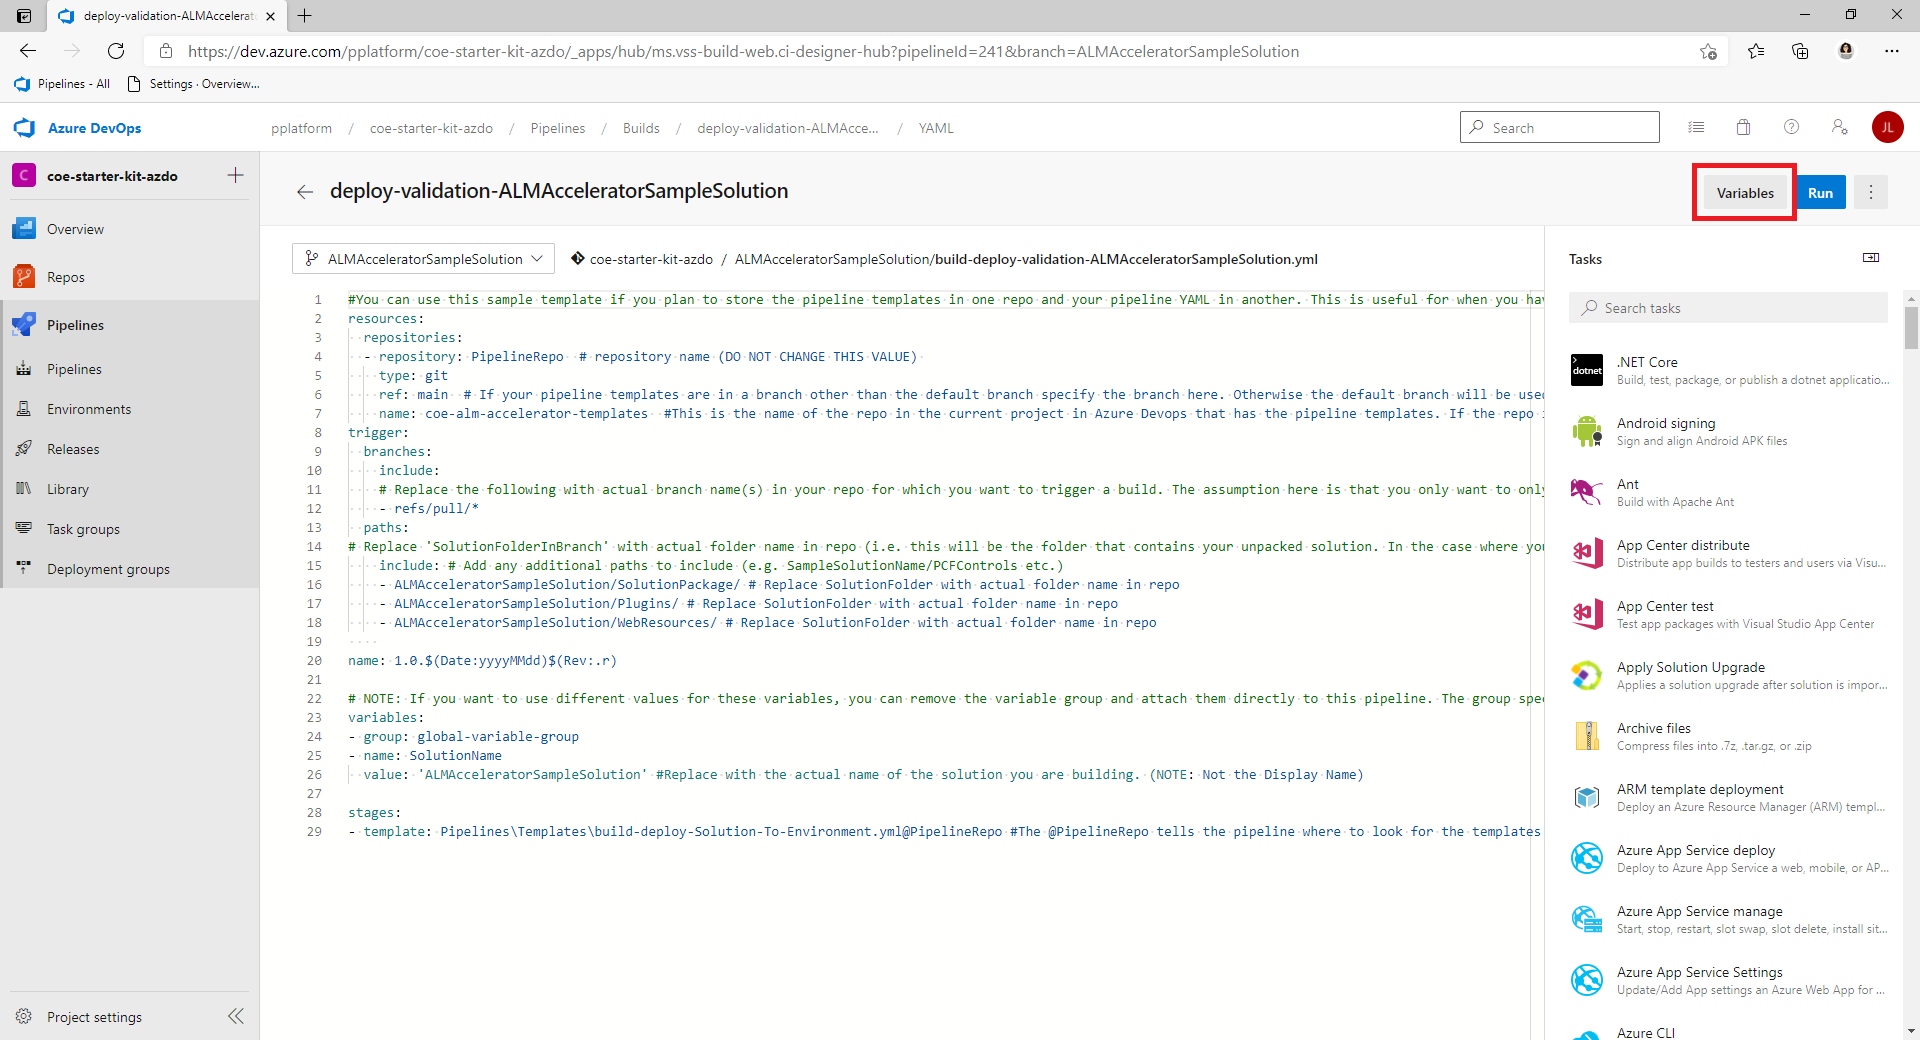 deploy-validation-ALMAccelerat
https://dev.azure.com/pplatform/coe-starter-kit-azdo/_apps/hub/ms.vss-build-web.ci-designer-hub?pipelineId=241&branch=ALMAcceleratorSampleSolution
Pipelines - All
Settings · Overview...
Azure DevOps
pplatform / coe-starter-kit-azdo / Pipelines / Builds / deploy-validation-ALMAcce... / YAML
Search
JL
C
coe-starter-kit-azdo
Overview
Repos
Pipelines
Pipelines
Environments
Releases
Library
Task groups
Deployment groups
Project settings
deploy-validation-ALMAcceleratorSampleSolution
Variables
Run
ALMAcceleratorSampleSolution
coe-starter-kit-azdo / ALMAcceleratorSampleSolution/build-deploy-validation-ALMAcceleratorSampleSolution.yml
1 #You can use this sample template if you plan to store the pipeline templates in one repo and your pipeline YAML in another. This is useful for when you hav
2 resources:
3 repositories:
4 - repository: PipelineRepo # repository name (DO NOT CHANGE THIS VALUE)
5 type: git
6 ref: main # If your pipeline templates are in a branch other than the default branch specify the branch here. Otherwise the default branch will be used
7 name: coe-alm-accelerator-templates #This is the name of the repo in the current project in Azure Devops that has the pipeline templates. If the repo
8 trigger:
9 branches:
10 include:
11 # Replace the following with actual branch name(s) in your repo for which you want to trigger a build. The assumption here is that you only want to only
12 - refs/pull/*
13 paths:
14 # Replace 'SolutionFolderInBranch' with actual folder name in repo (i.e. this will be the folder that contains your unpacked solution. In the case where you
15 include: # Add any additional paths to include (e.g. SampleSolutionName/PCFControls etc.)
16 - ALMAcceleratorSampleSolution/SolutionPackage/ # Replace SolutionFolder with actual folder name in repo
17 - ALMAcceleratorSampleSolution/Plugins/ # Replace SolutionFolder with actual folder name in repo
18 - ALMAcceleratorSampleSolution/WebResources/ # Replace SolutionFolder with actual folder name in repo
19
20 name: 1.0.$(Date:yyyyMMdd)$(Rev:.r)
21
22 # NOTE: If you want to use different values for these variables, you can remove the variable group and attach them directly to this pipeline. The group spec
23 variables:
24 - group: global-variable-group
25 - name: SolutionName
26 value: 'ALMAcceleratorSampleSolution' #Replace with the actual name of the solution you are building. (NOTE: Not the Display Name)
27
28 stages:
29 - template: Pipelines\Templates\build-deploy-Solution-To-Environment.yml@PipelineRepo #The @PipelineRepo tells the pipeline where to look for the templates
Tasks
Search tasks
dotnet
.NET Core
Build, test, package, or publish a dotnet applicatio...
Android signing
Sign and align Android APK files
Ant
Build with Apache Ant
App Center distribute
Distribute app builds to testers and users via Visu...
App Center test
Test app packages with Visual Studio App Center
Apply Solution Upgrade
Applies a solution upgrade after solution is impor...
Archive files
Compress files into .7z, .tar.gz, or .zip
ARM template deployment
Deploy an Azure Resource Manager (ARM) templ...
Azure App Service deploy
Deploy to Azure App Service a web, mobile, or AP...
Azure App Service manage
Start, stop, restart, slot swap, slot delete, install sit...
Azure App Service Settings
Update/Add App settings an Azure Web App for ...
Azure CLI